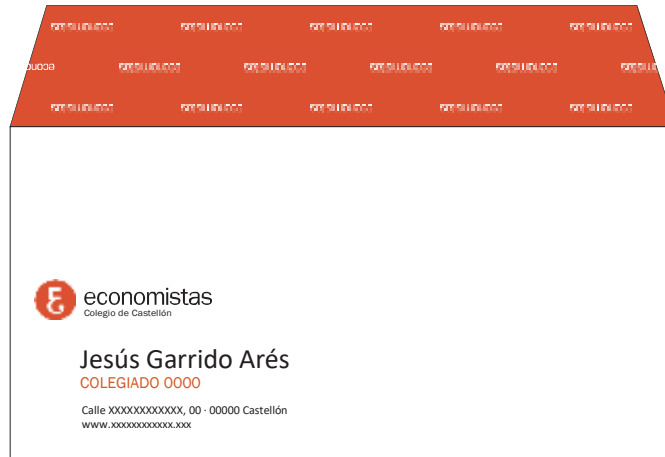 economistas
Colegio de Castellón
Jesús Garrido Arés
COLEGIADO 0000
Calle XXXXXXXXXXXX, 00 · 00000 Castellón
www.xxxxxxxxxxxx.xxx